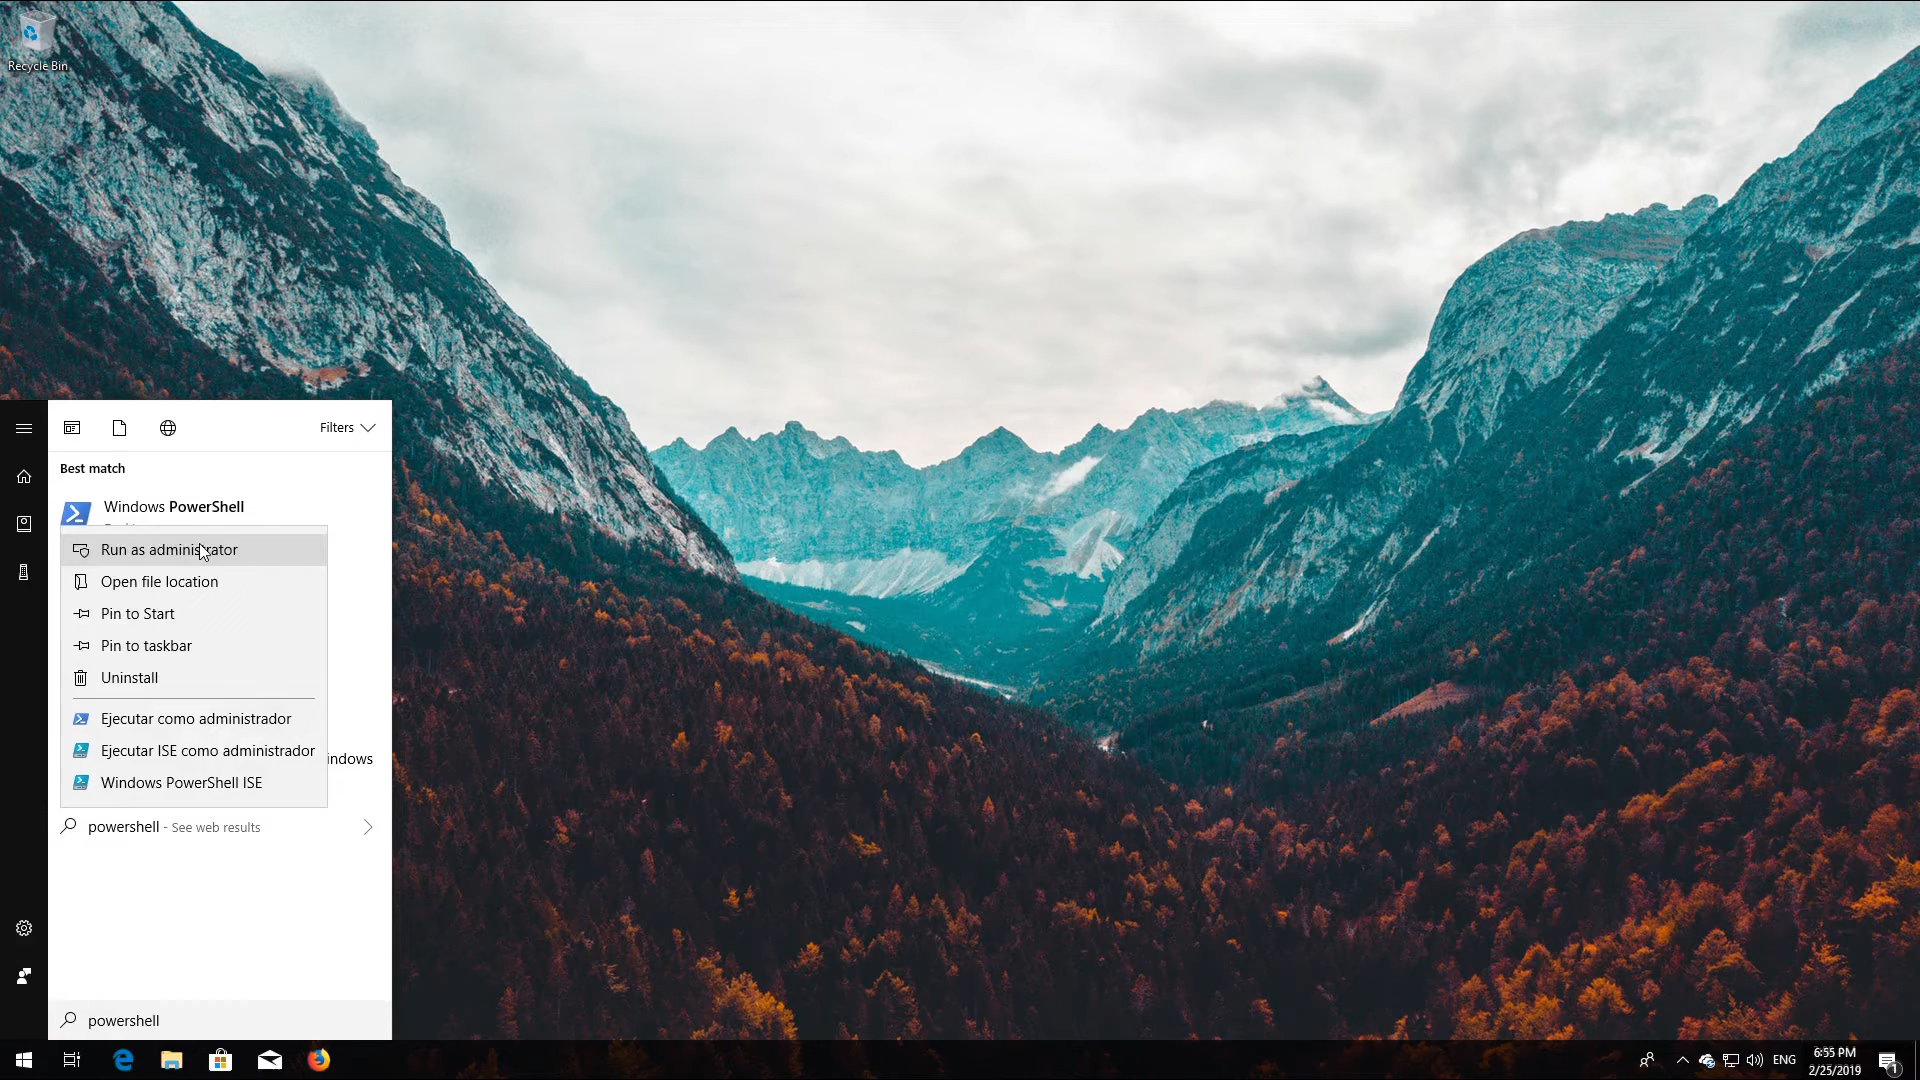 Recycle Bin
Filters
Best match
Windows PowerShell
Run as administrator
Open file location
Pin to Start
Pin to taskbar
Uninstall
Ejecutar como administrador
Ejecutar ISE como administrador
indows
Windows PowerShell ISE
powershell - See web results
powershell
ENG
6:55 PM
2/25/2019
1